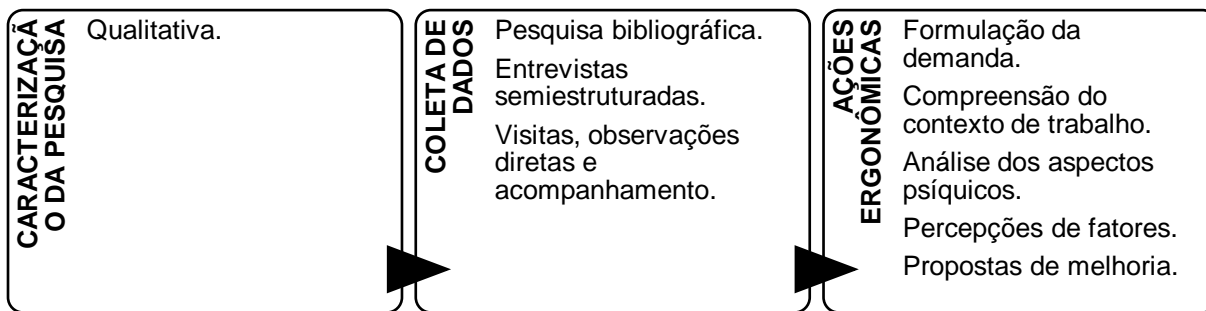 CARACTERIZAÇÃ
O DA PESQUISA
Qualitativa.
COLETA DE
DADOS
Pesquisa bibliográfica.
Entrevistas
semiestruturadas.
Visitas, observações
diretas e
acompanhamento.
AÇÕES
ERGONÔMICAS
Formulação da
demanda.
Compreensão do
contexto de trabalho.
Análise dos aspectos
psíquicos.
Percepções de fatores.
Propostas de melhoria.